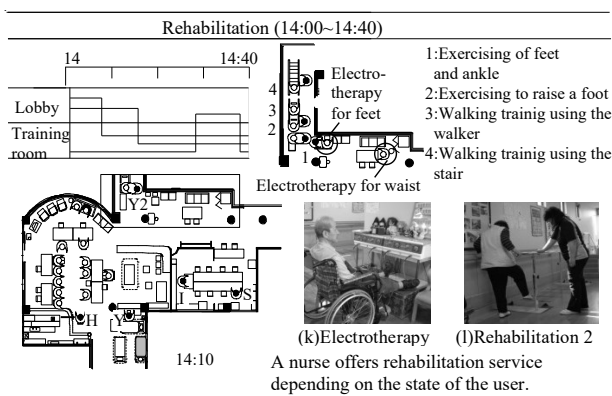 Rehabilitation (14:00~14:40)
14 14:40
Lobby
Training
room
4
3
2
1
Electro-
therapy
for feet
Electrotherapy for waist
1:Exercising of feet
and ankle
2:Exercising to raise a foot
3:Walking trainig using the
walker
4:Walking trainig using the
stair
Y2
I
S
H
Y
14:10
(k)Electrotherapy
(l)Rehabilitation 2
A nurse offers rehabilitation service
depending on the state of the user.